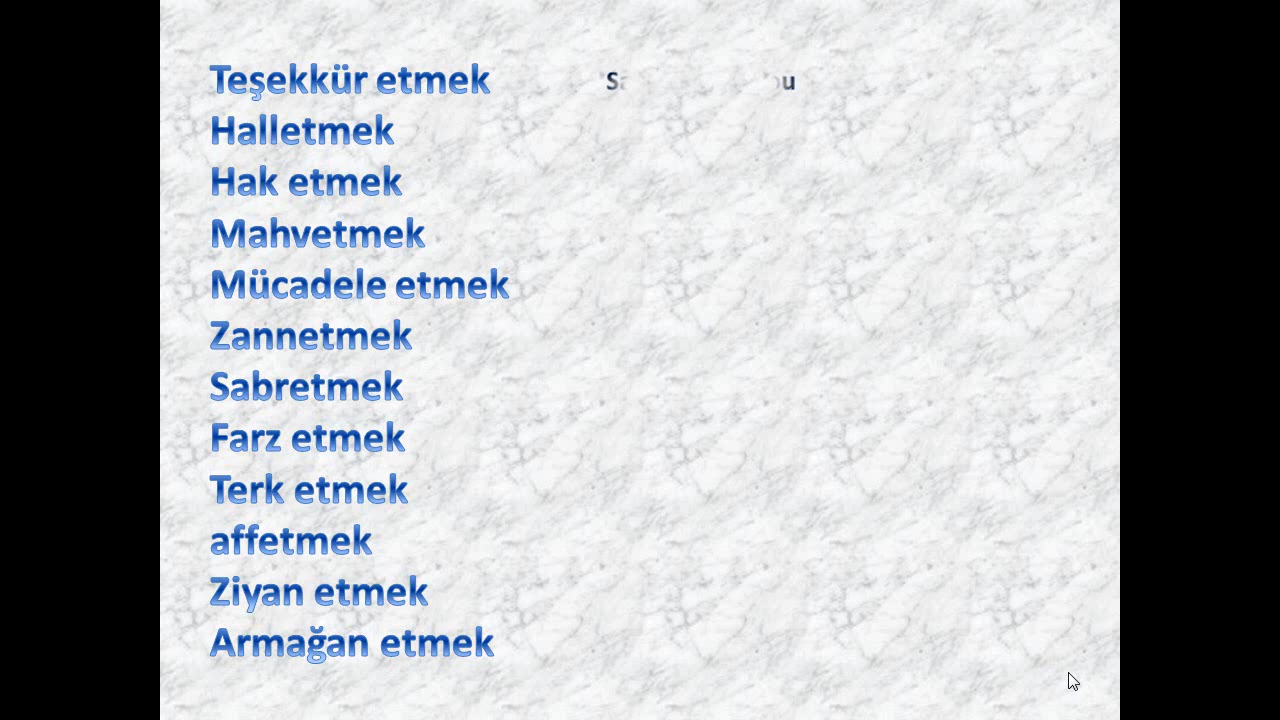 Teşekkür etmek
Halletmek
Hak etmek
Mahvetmek
Mücadele etmek
Zannetmek
Sabretmek
Farz etmek
Terk etmek
affetmek
Ziyan etmek
Armağan etmek